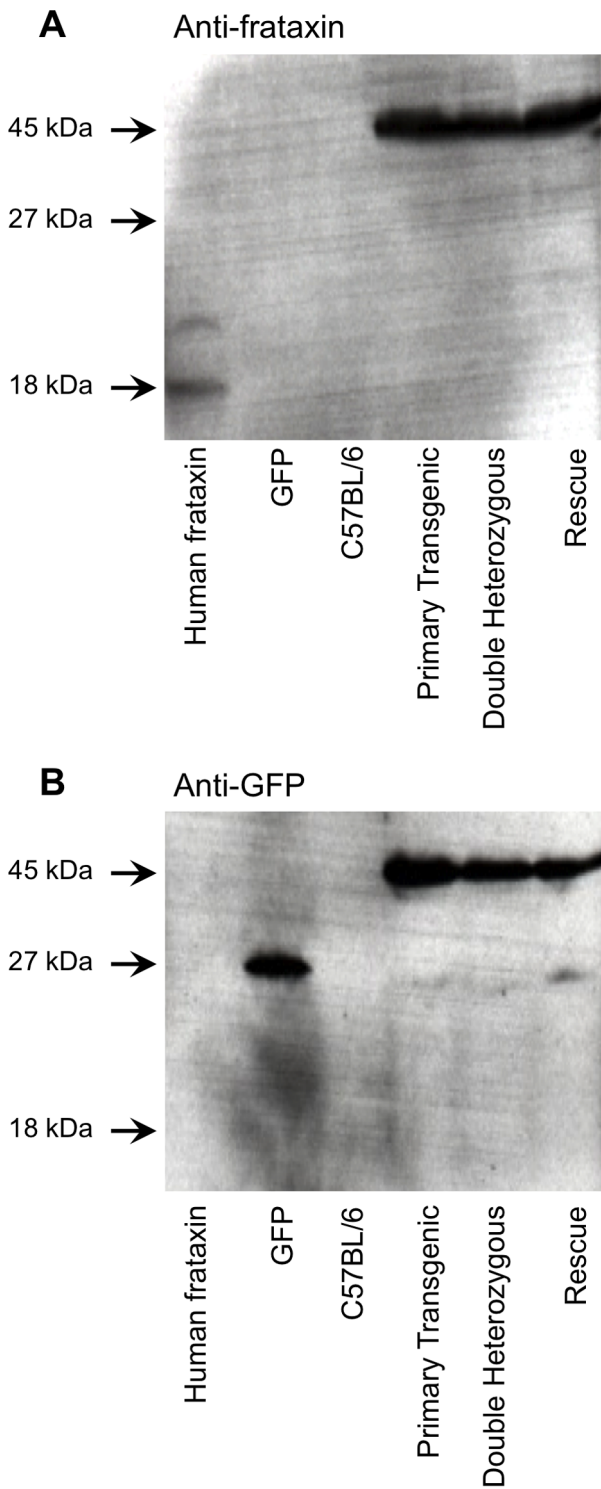 A Anti-frataxin
45 kDa
27 kDa
18 kDa
Human frataxin
GFP
C57BL/6
Primary Transgenic
Double Heterozygous
Rescue
B Anti-GFP
45 kDa
27 kDa
18 kDa
Human frataxin
GFP
C57BL/6
Primary Transgenic
Double Heterozygous
Rescue